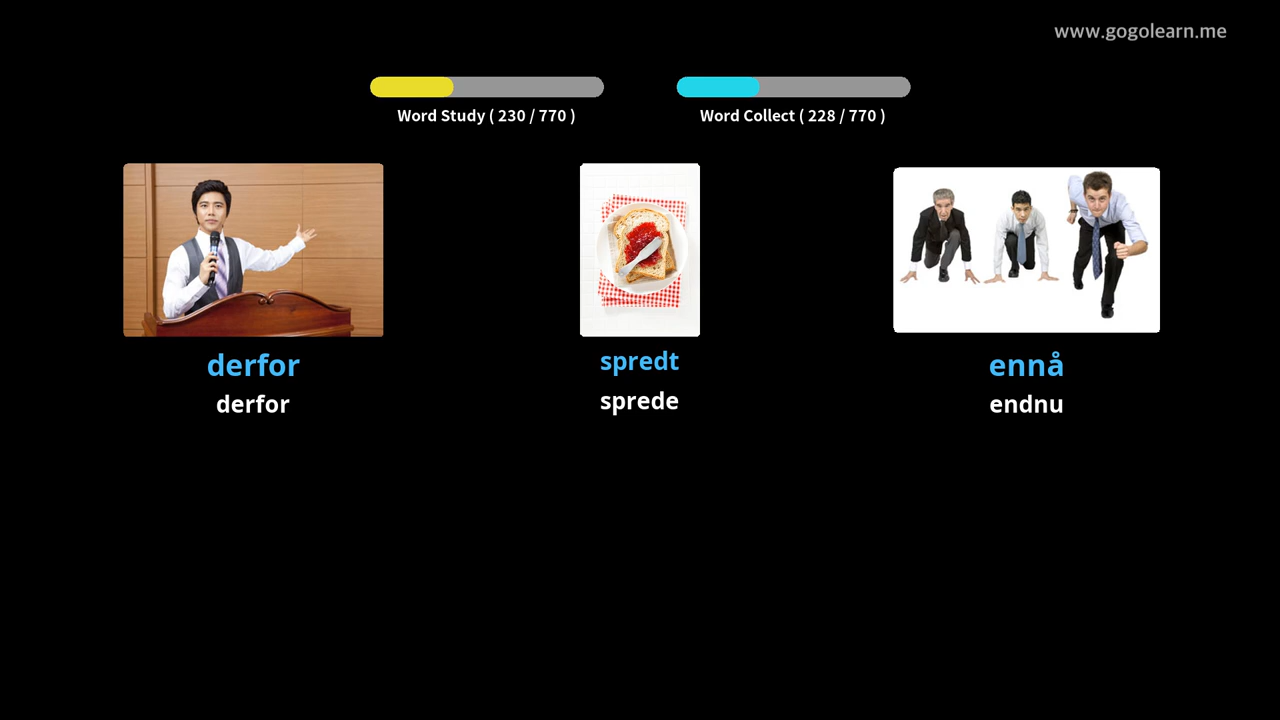 www.gogolearn.me
Word Study ( 230 / 770 )
Word Collect ( 228 / 770 )
derfor
derfor
spredt
sprede
ennå
endnu